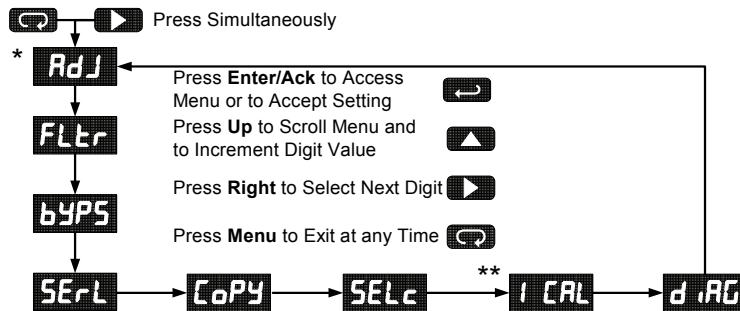 Press Simultaneously
* AdJ
Press Enter/Ack to Access
Menu or to Accept Setting
FLtr
Press Up to Scroll Menu and
to Increment Digit Value
Press Right to Select Next Digit
bYPS
Press Menu to Exit at any Time
SErL
CoPY
SELc
** I CAL
diAG